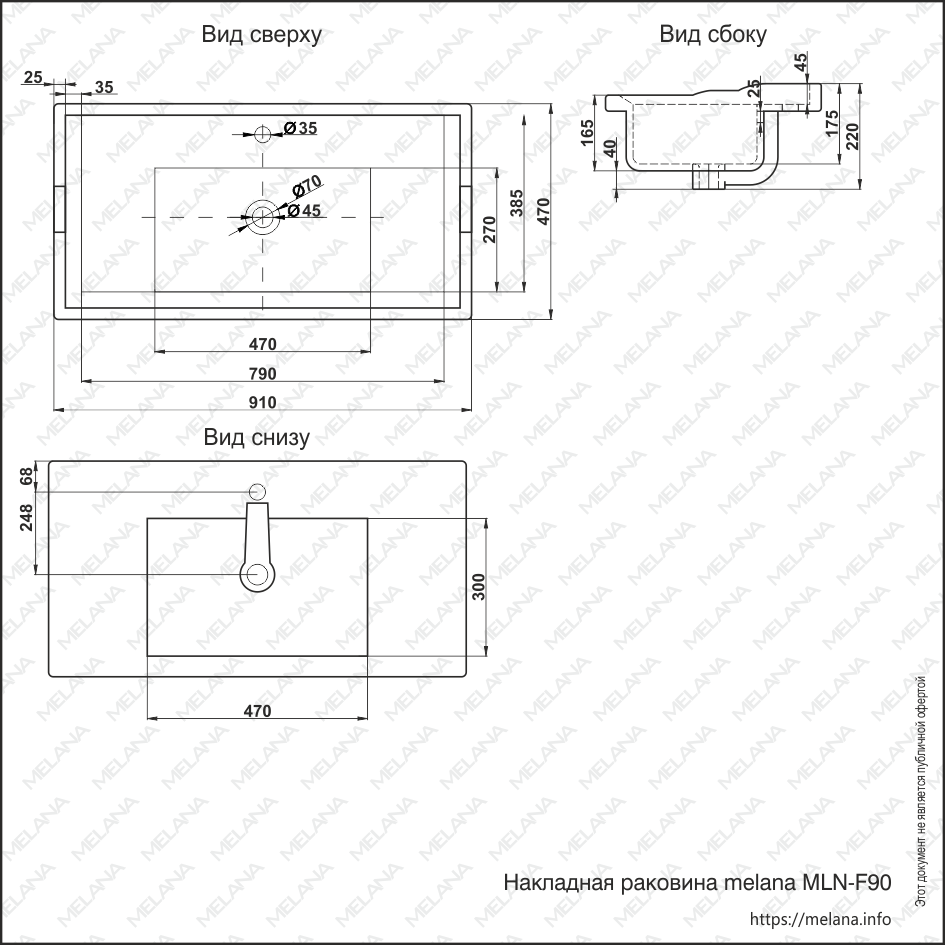 Вид сверху
Вид сбоку
25
35
Ø35
Ø70
Ø45
270
385
470
470
790
910
45
25
165
40
175
220
Вид снизу
68
248
300
470
Этот документ не является публичной офертой
Накладная раковина melana MLN-F90
https://melana.info
MELANA